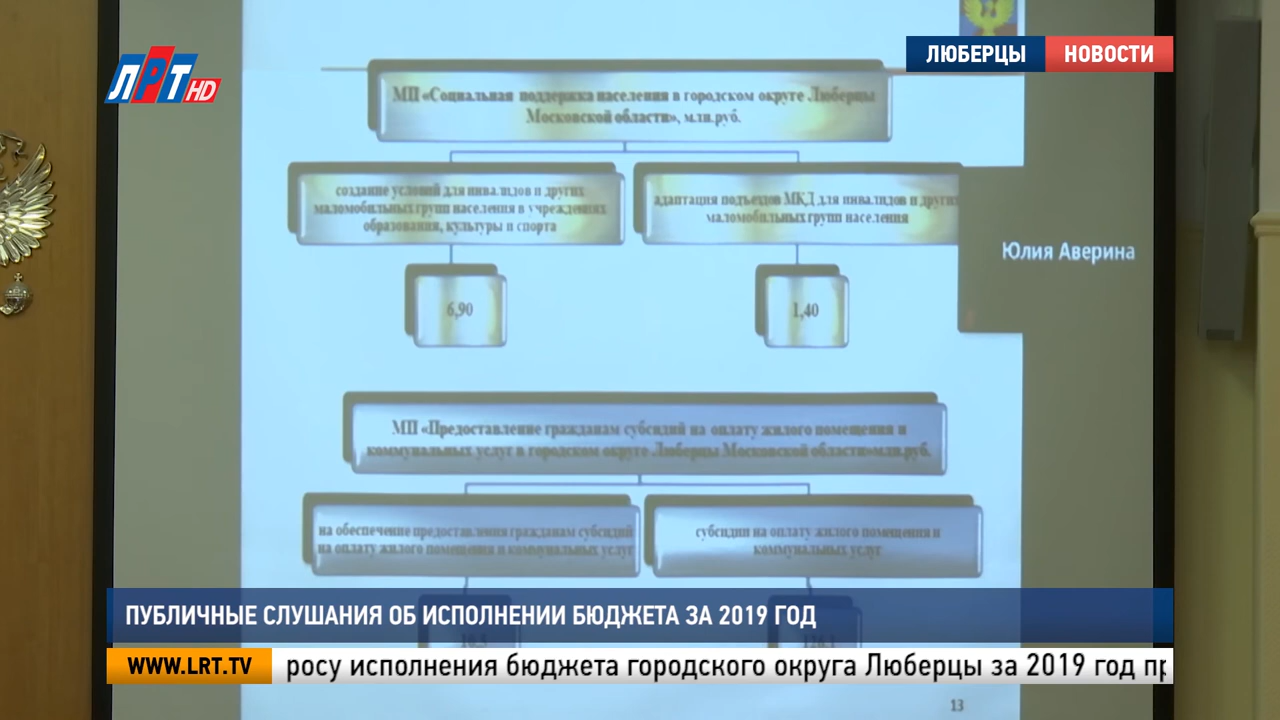 ЛРТ HD
ЛЮБЕРЦЫ НОВОСТИ
МП «Социальная поддержка населения в городском округе Люберцы
Московской области», млн.руб.
создание условий для инвалидов и других
маломобильных групп населения в учреждениях
образования, культуры и спорта
адаптация подъездов МКД для инвалидов и других
маломобильных групп населения
Юлия Аверина
6,90
1,40
МП «Предоставление гражданам субсидий на оплату жилого помещения и
коммунальных услуг в городском округе Люберцы Московской области»млн.руб.
на обеспечение предоставления гражданам субсидий
на оплату жилого помещения и коммунальных услуг
субсидии на оплату жилого помещения и
коммунальных услуг
ПУБЛИЧНЫЕ СЛУШАНИЯ ОБ ИСПОЛНЕНИИ БЮДЖЕТА ЗА 2019 ГОД
WWW.LRT.TV
росу исполнения бюджета городского округа Люберцы за 2019 год пр
13